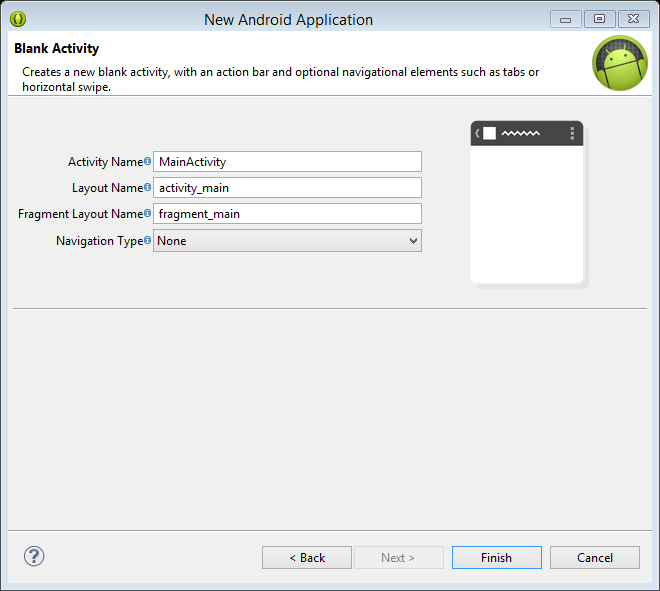 New Android Application
Blank Activity
Creates a new blank activity, with an action bar and optional navigational elements such as tabs or
horizontal swipe.
Activity Name MainActivity
Layout Name activity_main
Fragment Layout Name fragment_main
Navigation Type None
? < Back Next > Finish Cancel